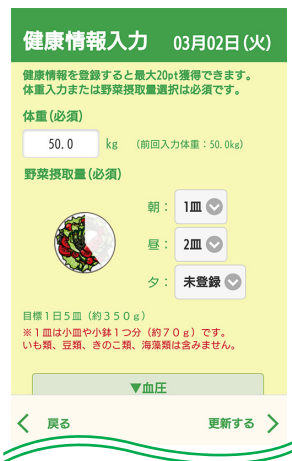 健康情報入力 03月02日(火)
健康情報を登録すると最大20pt獲得できます。
体重入力または野菜摂取量選択は必須です。
体重(必須)
50.0 kg (前回入力体重：50.0kg)
野菜摂取量(必須)
朝： 1皿
昼： 2皿
夕： 未登録
目標１日５皿（約３５０ｇ）
※１皿は小皿や小鉢１つ分（約７０ｇ）です。
いも類、豆類、きのこ類、海藻類は含みません。
▼血圧
戻る 更新する